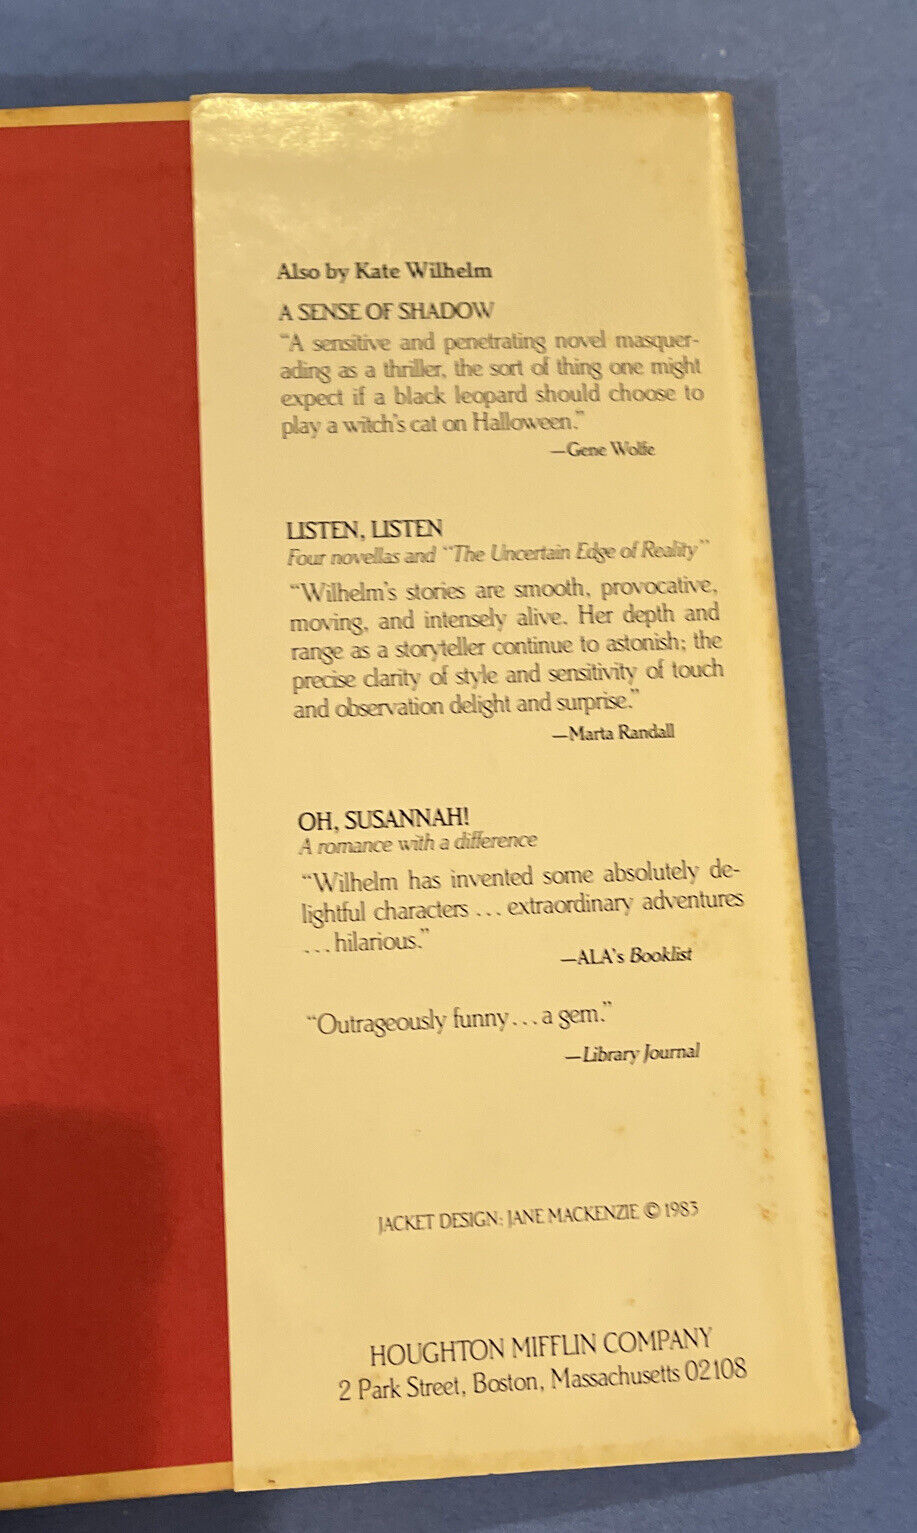 Also by Kate Wilhelm
A SENSE OF SHADOW
“A sensitive and penetrating novel masquer-
ading as a thriller, the sort of thing one might
expect if a black leopard should choose to
play a witch's cat on Halloween.”
—Gene Wolfe
LISTEN, LISTEN
Four novellas and “The Uncertain Edge of Reality”
“Wilhelm's stories are smooth, provocative,
moving, and intensely alive. Her depth and
range as a storyteller continue to astonish; the
precise clarity of style and sensitivity of touch
and observation delight and surprise.”
—Marta Randall
OH, SUSANNAH!
A romance with a difference
“Wilhelm has invented some absolutely de-
lightful characters ... extraordinary adventures
... hilarious.”
—ALA's Booklist
“Outrageously funny ... a gem.”
—Library Journal
JACKET DESIGN: JANE MACKENZIE © 1983
HOUGHTON MIFFLIN COMPANY
2 Park Street, Boston, Massachusetts 02108